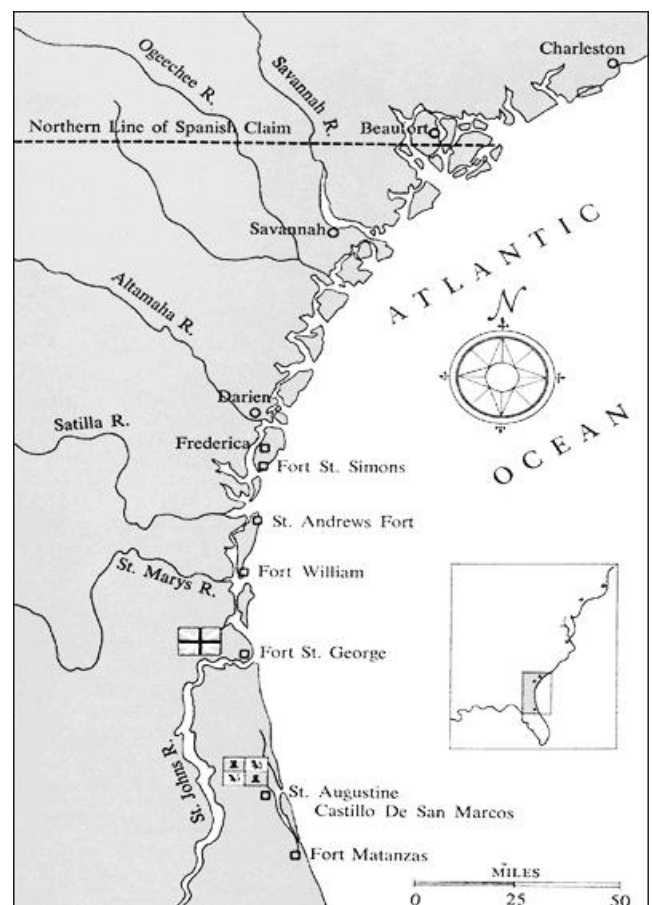 Charleston
Ogeechee R.
Savannah R.
Northern Line of Spanish Claim
Beaufort
Savannah
ATLANTIC
N
Altamaha R.
Darien
OCEAN
Satilla R.
Frederica
Fort St. Simons
St. Andrews Fort
St. Marys R.
Fort William
Fort St. George
St. Johns R.
St. Augustine
Castillo De San Marcos
Fort Matanzas
MILES
0 25 50